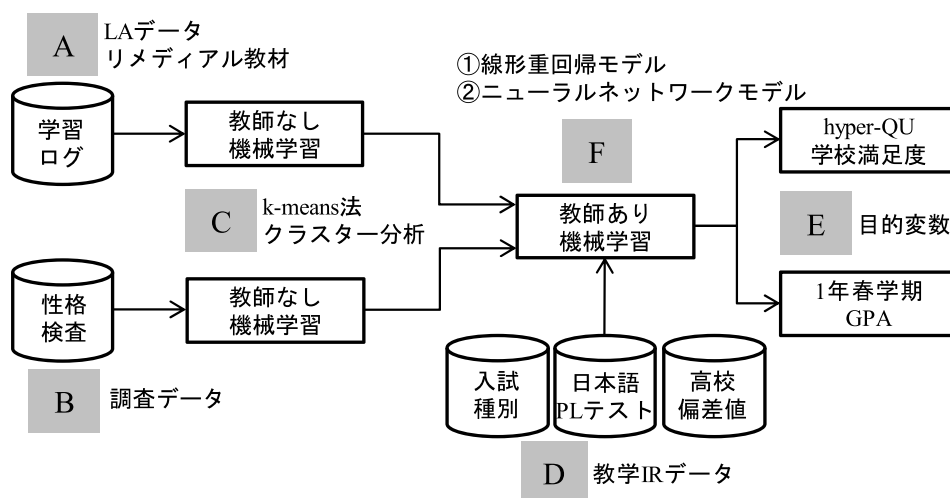 A
LAデータ
リメディアル教材
学習
ログ
教師なし
機械学習
C
k-means法
クラスター分析
性格
検査
教師なし
機械学習
B
調査データ
①線形重回帰モデル
②ニューラルネットワークモデル
F
教師あり
機械学習
入試
種別
日本語
PLテスト
高校
偏差値
D
教学IRデータ
hyper-QU
学校満足度
E
目的変数
1年春学期
GPA